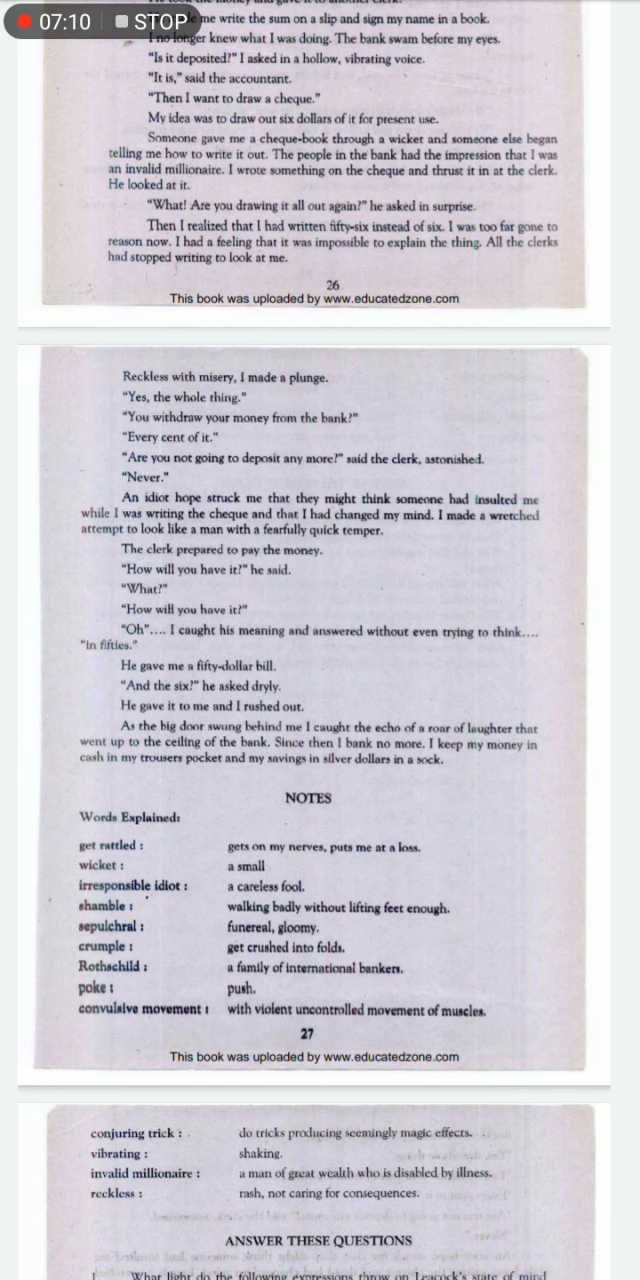 07:10 STOP
me write the sum on a slip and sign my name in a book.
I no longer knew what I was doing. The bank swam before my eyes.
"Is it deposited?" I asked in a hollow, vibrating voice.
"It is," said the accountant.
"Then I want to draw a cheque."
My idea was to draw out six dollars of it for present use.
Someone gave me a cheque-book through a wicket and someone else began
telling me how to write it out. The people in the bank had the impression that I was
an invalid millionaire. I wrote something on the cheque and thrust it in at the clerk.
He looked at it.
"What! Are you drawing it all out again?" he asked in surprise.
Then I realized that I had written fifty-six instead of six. I was too far gone to
reason now. I had a feeling that it was impossible to explain the thing. All the clerks
had stopped writing to look at me.
26
This book was uploaded by www.educatedzone.com
Reckless with misery, I made a plunge.
"Yes, the whole thing."
"You withdraw your money from the bank?"
"Every cent of it."
"Are you not going to deposit any more?" said the clerk, astonished.
"Never."
An idiot hope struck me that they might think someone had insulted me
while I was writing the cheque and that I had changed my mind. I made a wretched
attempt to look like a man with a fearfully quick temper.
The clerk prepared to pay the money.
"How will you have it?" he said.
"What?"
"How will you have it?"
"Oh".... I caught his meaning and answered without even trying to think....
"In fifties."
He gave me a fifty-dollar bill.
"And the six?" he asked dryly.
He gave it to me and I rushed out.
As the big door swung behind me I caught the echo of a roar of laughter that
went up to the ceiling of the bank. Since then I bank no more. I keep my money in
cash in my trousers pocket and my savings in silver dollars in a sock.
NOTES
Words Explained:
get rattled : gets on my nerves, puts me at a loss.
wicket : a small
irresponsible idiot : a careless fool.
shamble : walking badly without lifting feet enough.
sepulchral : funereal, gloomy.
crumple : get crushed into folds.
Rothschild : a family of international bankers.
poke : push.
convulsive movement : with violent uncontrolled movement of muscles.
27
This book was uploaded by www.educatedzone.com
conjuring trick : do tricks producing seemingly magic effects.
vibrating : shaking.
invalid millionaire : a man of great wealth who is disabled by illness.
reckless : rash, not caring for consequences.
ANSWER THESE QUESTIONS
What light do the following expressions throw on Leacock's state of mind